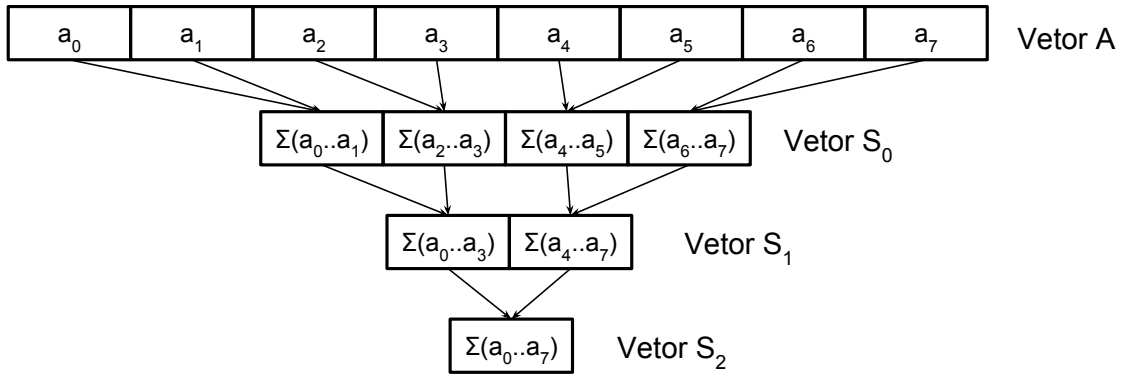 a₀ a₁ a₂ a₃ a₄ a₅ a₆ a₇ Vetor A
Σ(a₀..a₁) Σ(a₂..a₃) Σ(a₄..a₅) Σ(a₆..a₇) Vetor S₀
Σ(a₀..a₃) Σ(a₄..a₇) Vetor S₁
Σ(a₀..a₇) Vetor S₂